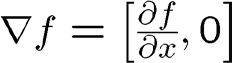 ∇f = [∂f/∂x, 0]